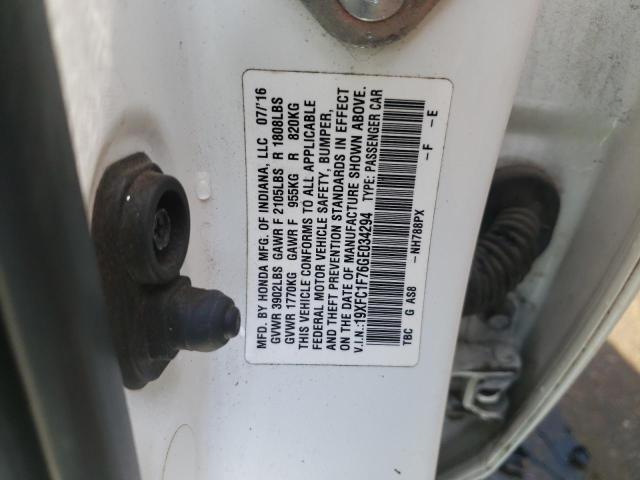 MFD. BY HONDA MFG. OF INDIANA, LLC 07/'16
GVWR 3902LBS GAWR F 2105LBS R 1808LBS
GVWR 1770KG GAWR F 955KG R 820KG
THIS VEHICLE CONFORMS TO ALL APPLICABLE
FEDERAL MOTOR VEHICLE SAFETY, BUMPER,
AND THEFT PREVENTION STANDARDS IN EFFECT
ON THE DATE OF MANUFACTURE SHOWN ABOVE.
V.I.N.:19XFC1F76GE034294 TYPE: PASSENGER CAR
TBC G AS8 -NH788PX -F -E